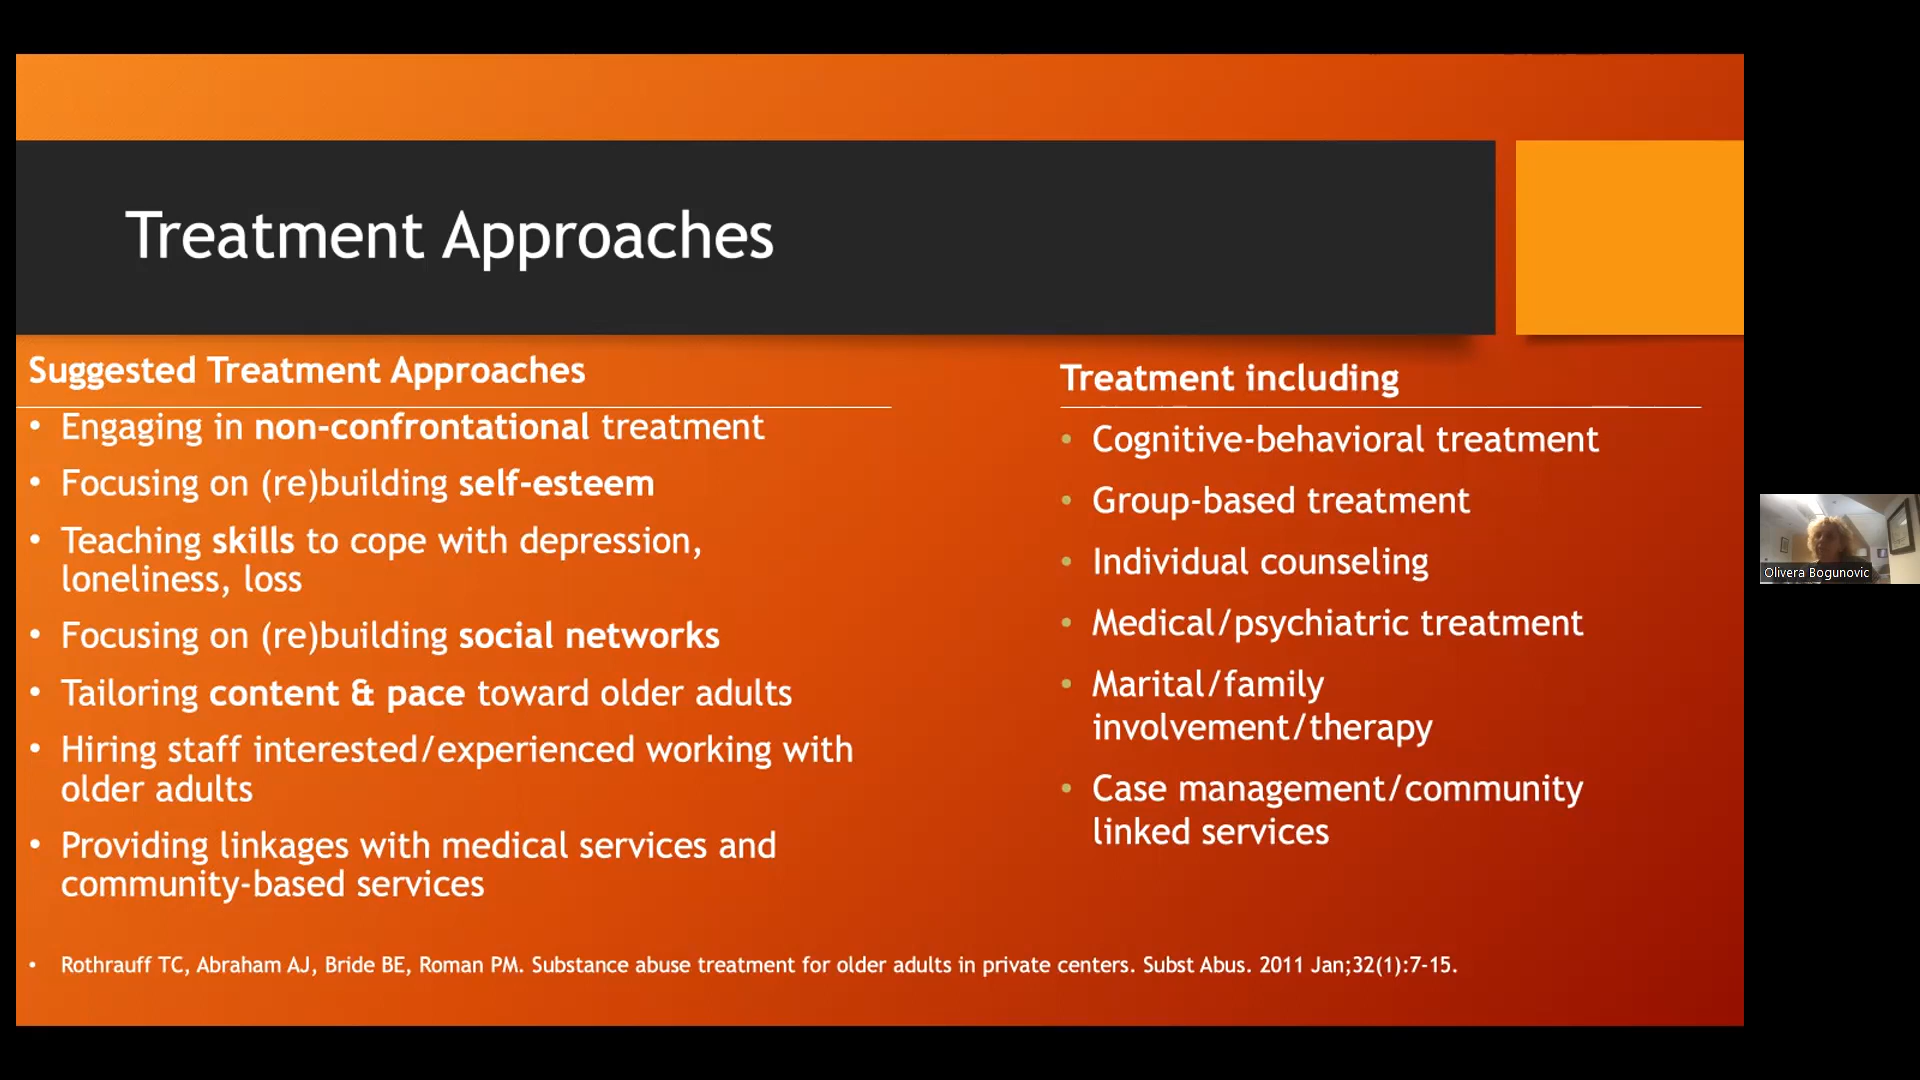 Treatment Approaches
Suggested Treatment Approaches
• Engaging in non-confrontational treatment
• Focusing on (re)building self-esteem
• Teaching skills to cope with depression,
loneliness, loss
• Focusing on (re)building social networks
• Tailoring content & pace toward older adults
• Hiring staff interested/experienced working with
older adults
• Providing linkages with medical services and
community-based services
Treatment including
• Cognitive-behavioral treatment
• Group-based treatment
• Individual counseling
• Medical/psychiatric treatment
• Marital/family
involvement/therapy
• Case management/community
linked services
• Rothrauff TC, Abraham AJ, Bride BE, Roman PM. Substance abuse treatment for older adults in private centers. Subst Abus. 2011 Jan;32(1):7-15.
Olivera Bogunovic